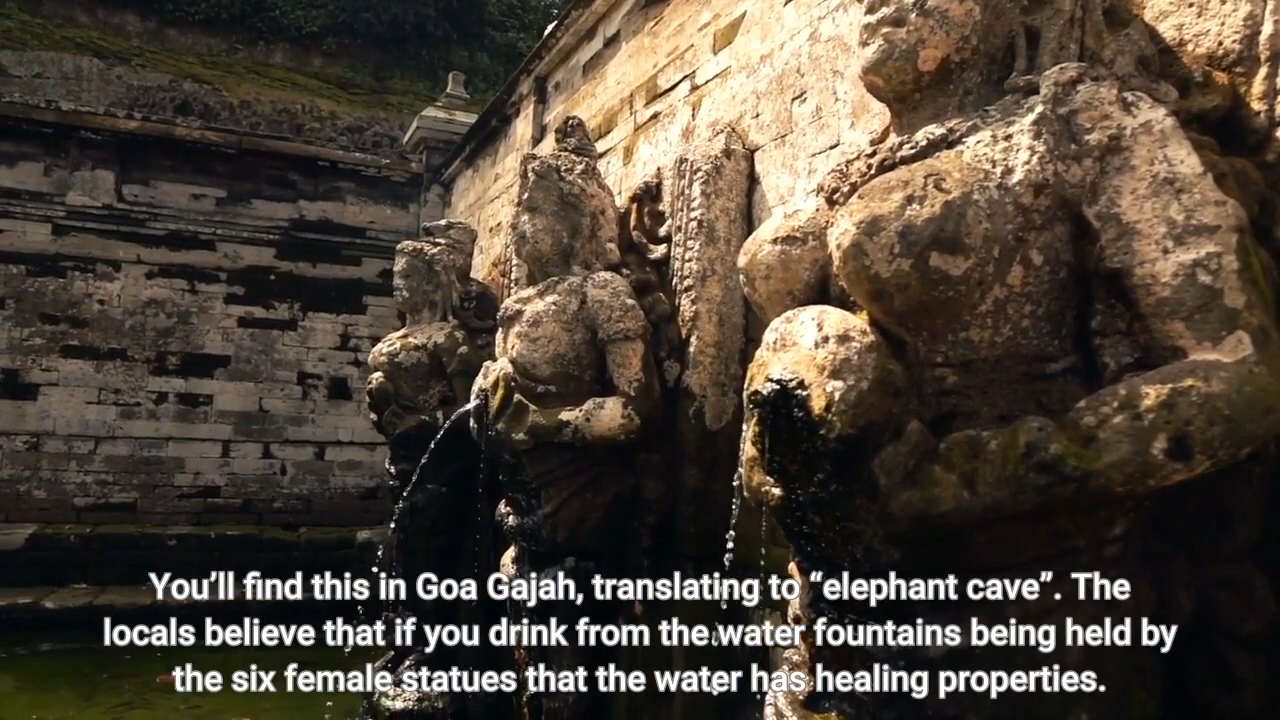 You’ll find this in Goa Gajah, translating to “elephant cave”. The
locals believe that if you drink from the water fountains being held by
the six female statues that the water has healing properties.